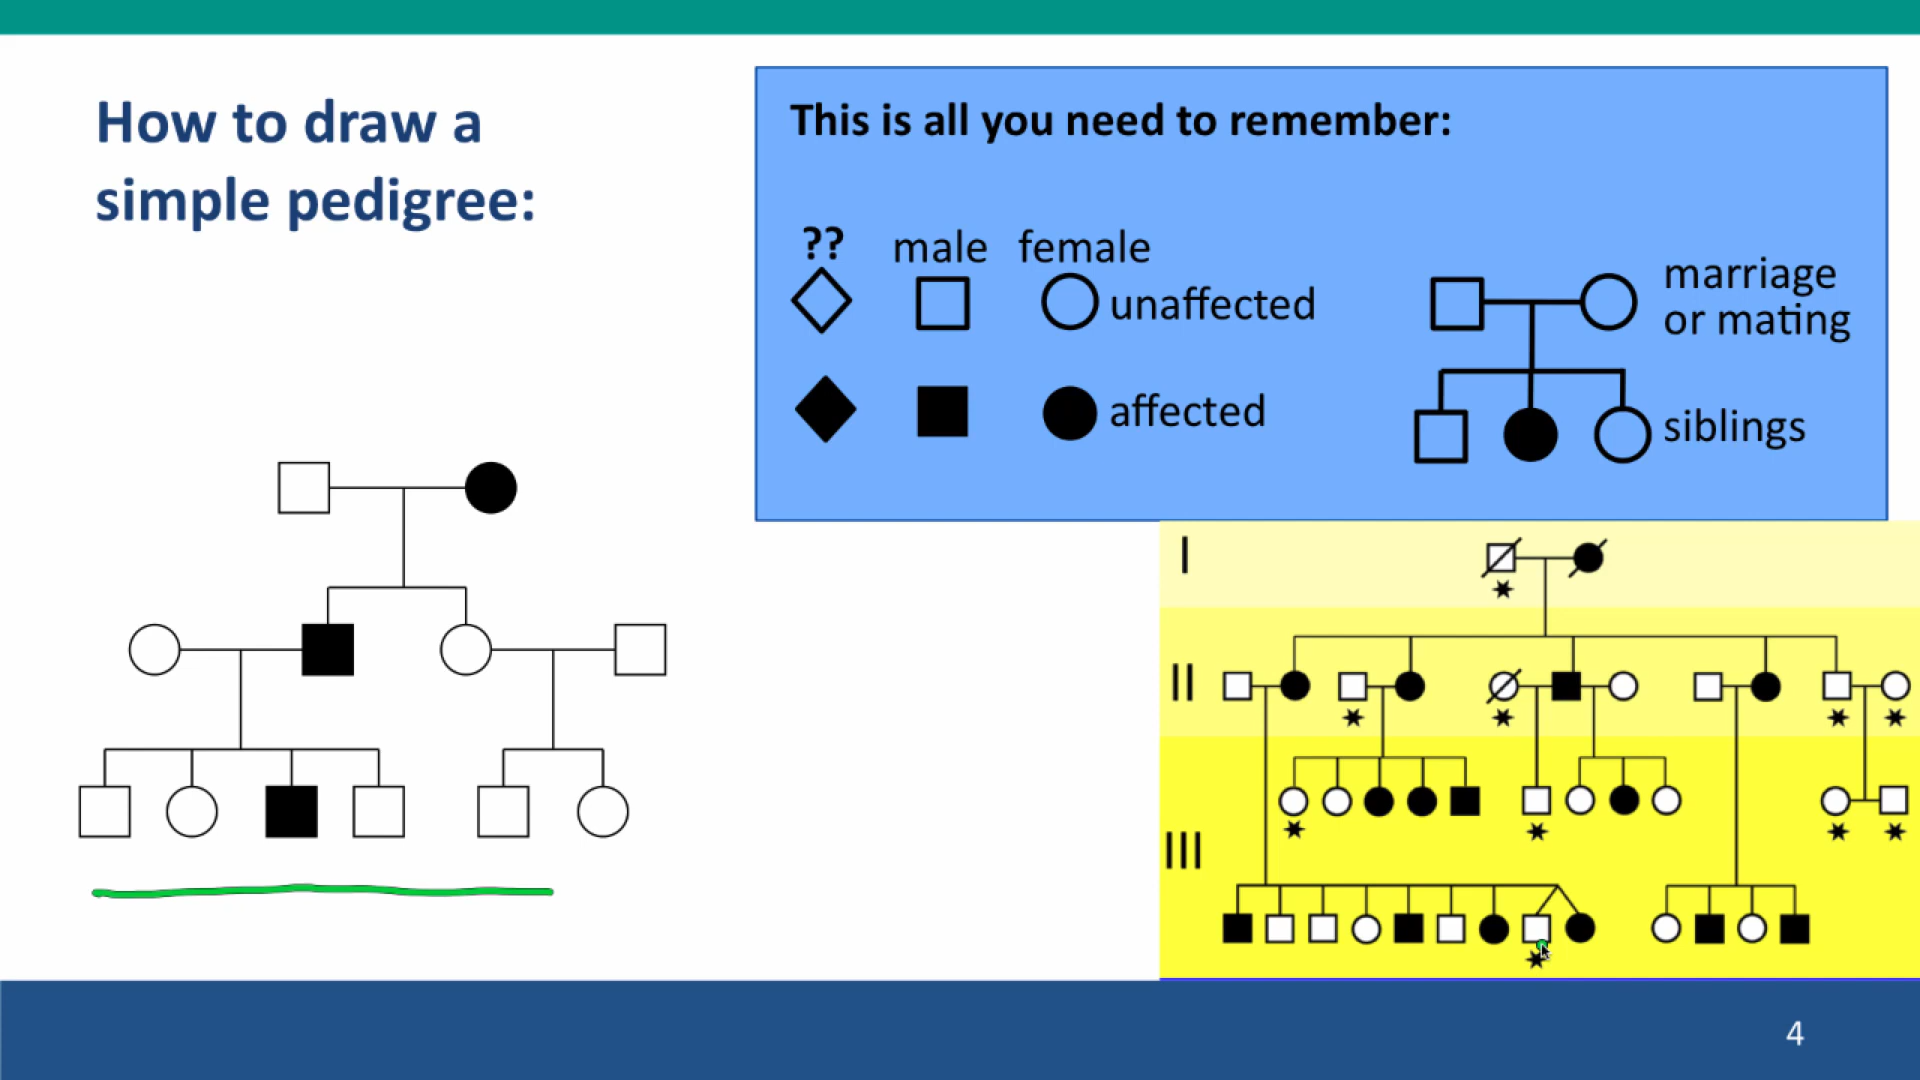 How to draw a
simple pedigree:
This is all you need to remember:
?? male female
unaffected
affected
marriage
or mating
siblings
I
II
III
4